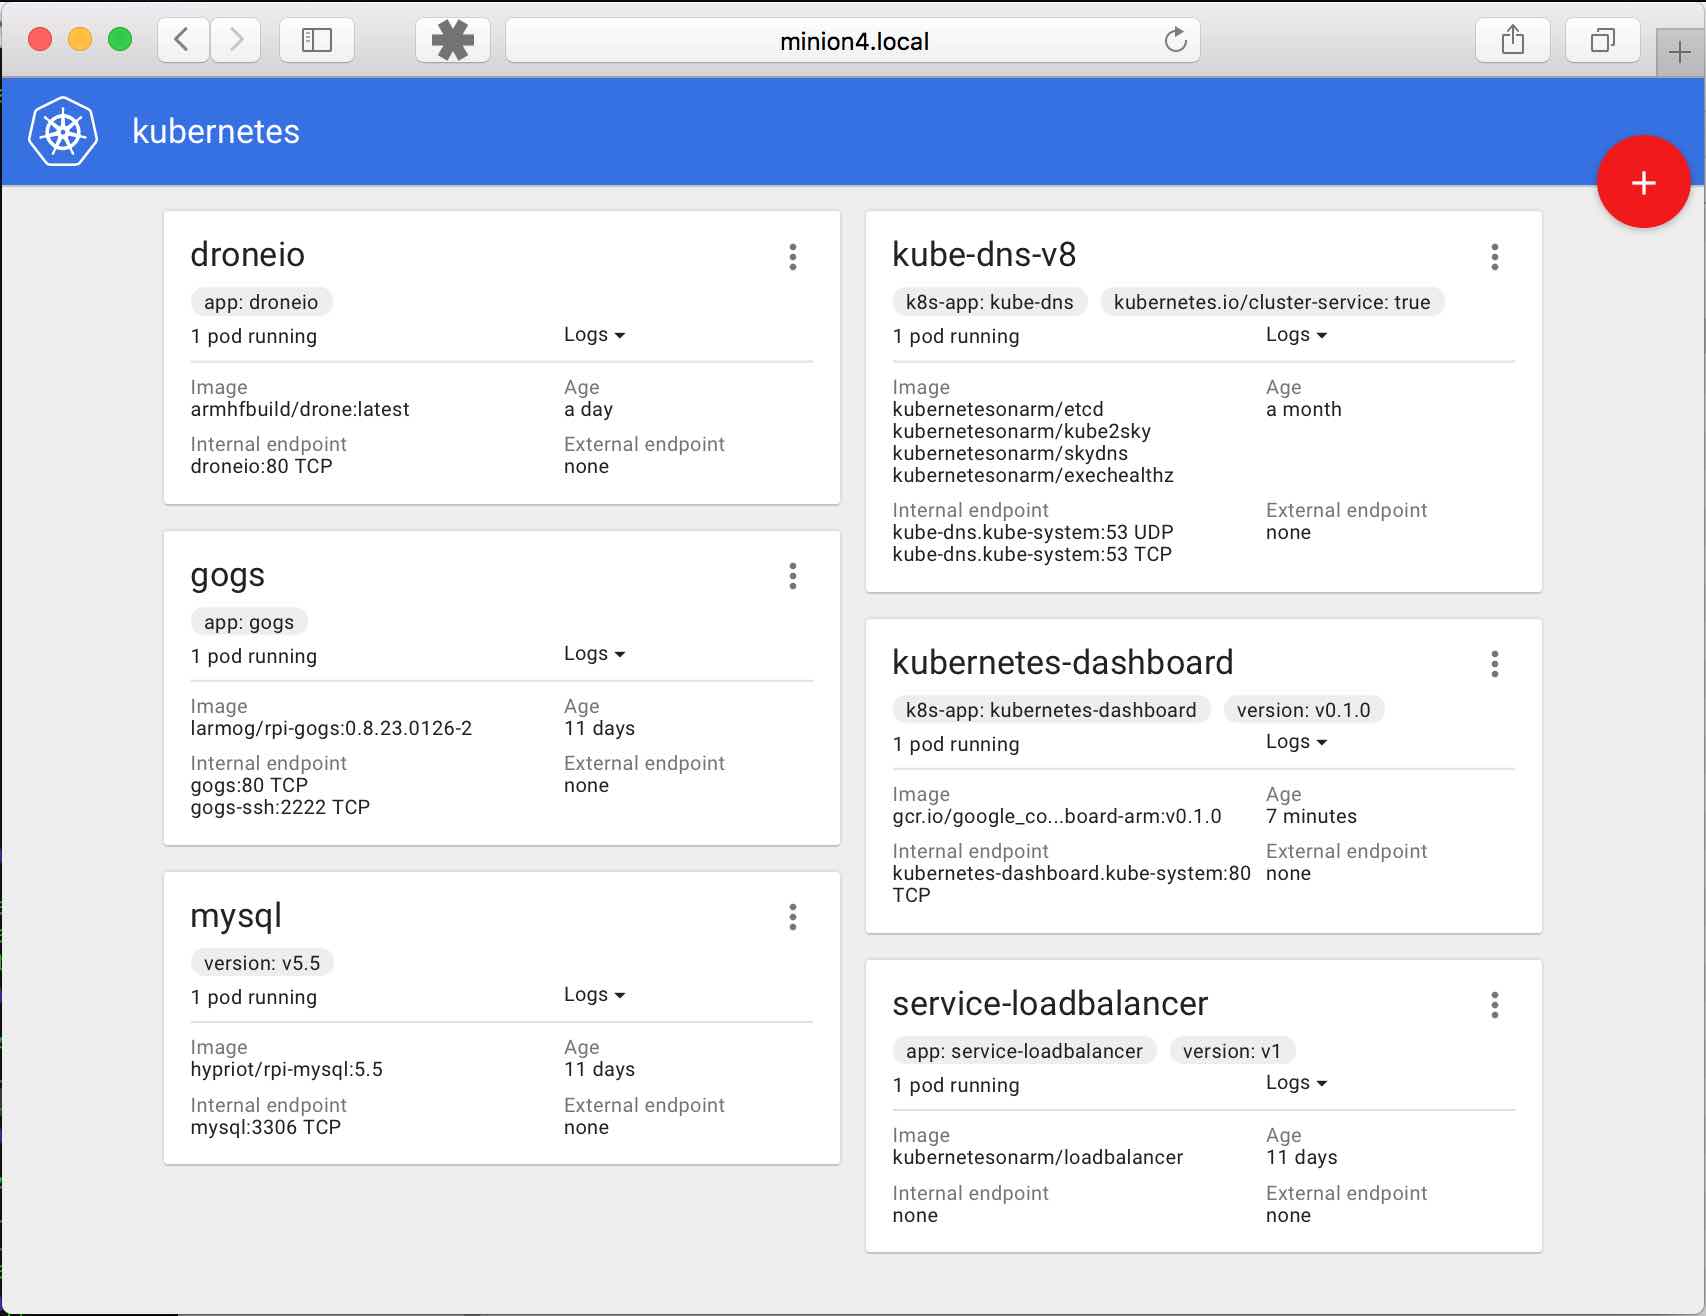 minion4.local
kubernetes
droneio
app: droneio
1 pod running
Logs
Image
Age
armhfbuild/drone:latest
a day
Internal endpoint
External endpoint
droneio:80 TCP
none
gogs
app: gogs
1 pod running
Logs
Image
Age
larmog/rpi-gogs:0.8.23.0126-2
11 days
Internal endpoint
External endpoint
gogs:80 TCP
none
gogs-ssh:2222 TCP
mysql
version: v5.5
1 pod running
Logs
Image
Age
hypriot/rpi-mysql:5.5
11 days
Internal endpoint
External endpoint
mysql:3306 TCP
none
kube-dns-v8
k8s-app: kube-dns kubernetes.io/cluster-service: true
1 pod running
Logs
Image
Age
kubernetesonarm/etcd
a month
kubernetesonarm/kube2sky
kubernetesonarm/skydns
kubernetesonarm/exechealthz
Internal endpoint
External endpoint
kube-dns.kube-system:53 UDP
none
kube-dns.kube-system:53 TCP
kubernetes-dashboard
k8s-app: kubernetes-dashboard version: v0.1.0
1 pod running
Logs
Image
Age
gcr.io/google_co...board-arm:v0.1.0
7 minutes
Internal endpoint
External endpoint
kubernetes-dashboard.kube-system:80
none
TCP
service-loadbalancer
app: service-loadbalancer version: v1
1 pod running
Logs
Image
Age
kubernetesonarm/loadbalancer
11 days
Internal endpoint
External endpoint
none
none